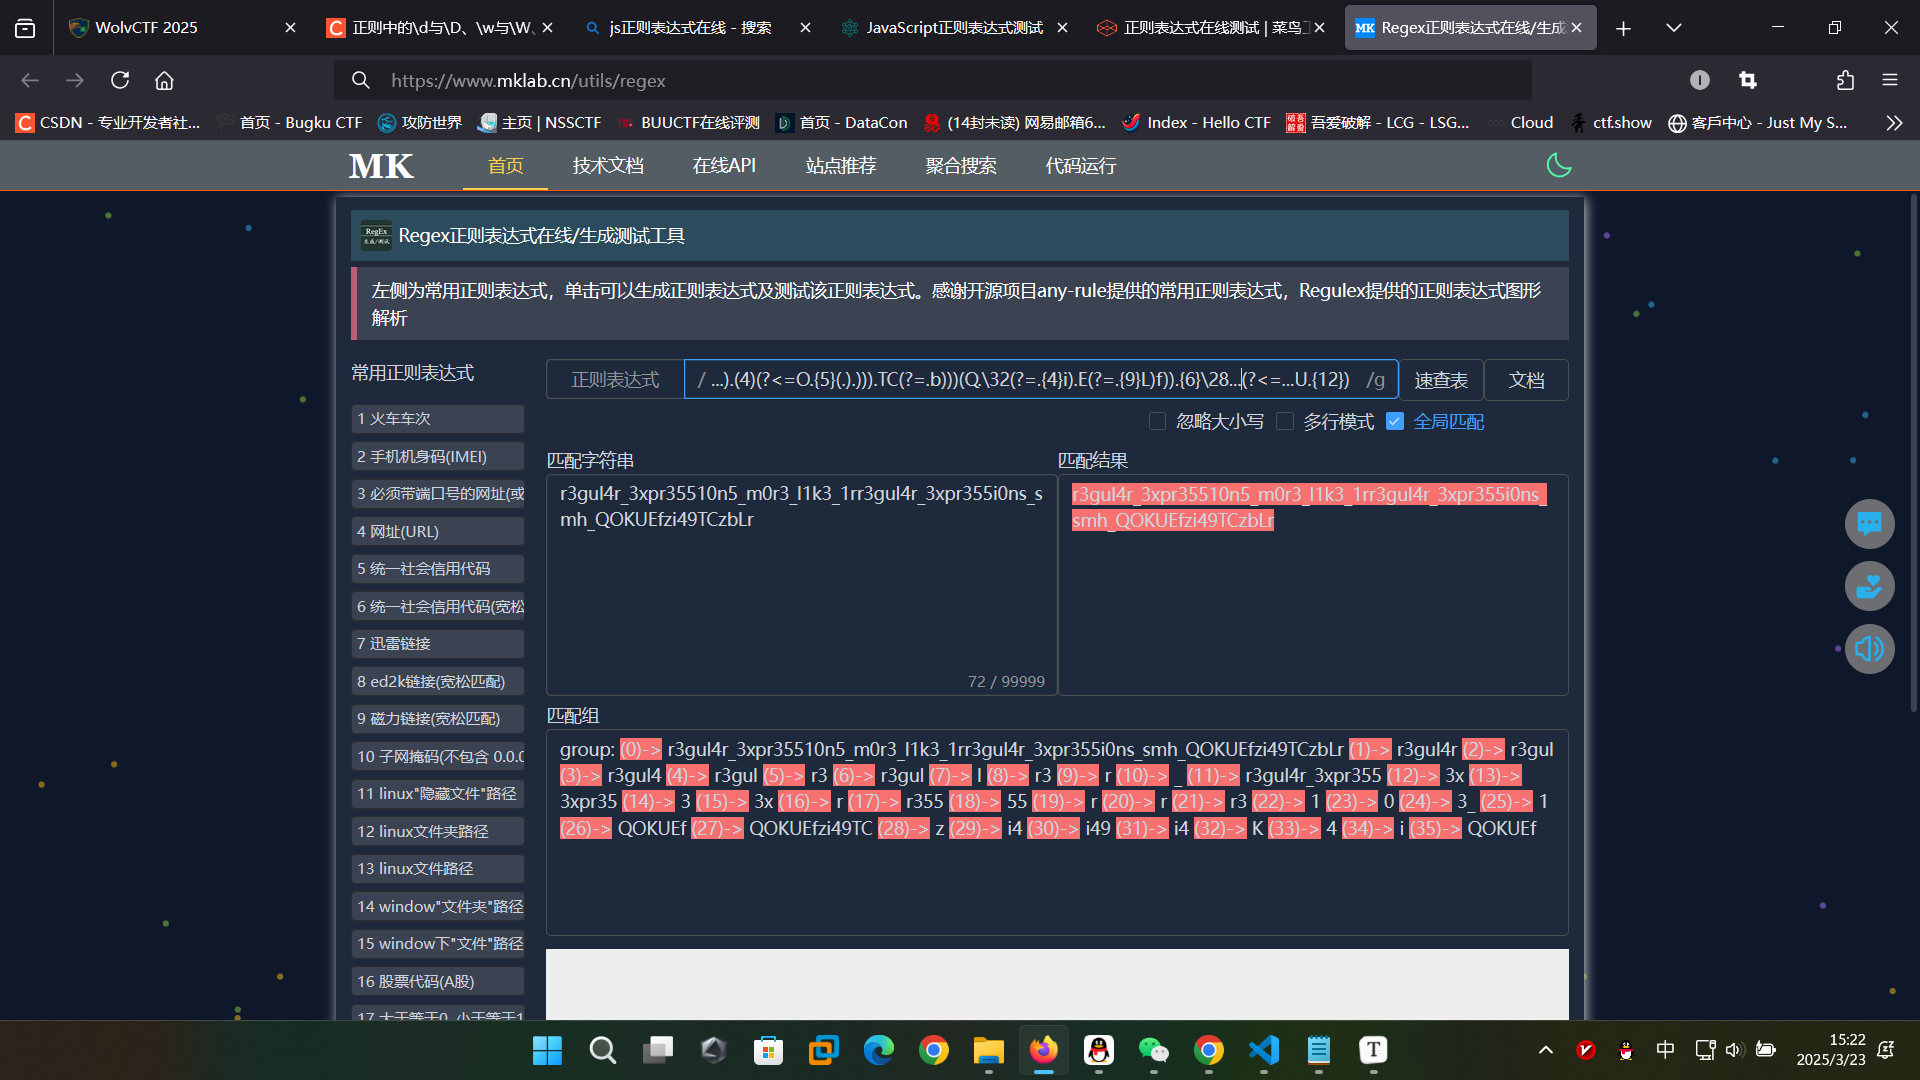 WolvCTF 2025
正则中的\d与\D、\w与\W、
js正则表达式在线 - 搜索
JavaScript正则表达式测试
正则表达式在线测试 | 菜鸟工
MK Regex正则表达式在线/生成
https://www.mklab.cn/utils/regex
CSDN - 专业开发者社...
首页 - Bugku CTF
攻防世界
主页 | NSSCTF
BUUCTF在线评测
首页 - DataCon
(14封未读) 网易邮箱6...
Index - Hello CTF
吾爱破解 - LCG - LSG...
Cloud
ctf.show
客戶中心 - Just My S...
MK 首页 技术文档 在线API 站点推荐 聚合搜索 代码运行
Regex正则表达式在线/生成测试工具
左侧为常用正则表达式，单击可以生成正则表达式及测试该正则表达式。感谢开源项目any-rule提供的常用正则表达式，Regulex提供的正则表达式图形
解析
常用正则表达式
1 火车车次
2 手机机身码(IMEI)
3 必须带端口号的网址(或
4 网址(URL)
5 统一社会信用代码
6 统一社会信用代码(宽松
7 迅雷链接
8 ed2k链接(宽松匹配)
9 磁力链接(宽松匹配)
10 子网掩码(不包含 0.0.0
11 linux"隐藏文件"路径
12 linux文件夹路径
13 linux文件路径
14 window"文件夹"路径
15 window下"文件"路径
16 股票代码(A股)
17 大于等于0, 小于等于1
正则表达式 / ...).(4)(?<=O.{5}(.).))).TC(?=.b)))(Q.\32(?=.{4}i).E(?=.{9}L)f)).{6}\28...(?<=...U.{12}) /g 速查表 文档
忽略大小写 多行模式 全局匹配
匹配字符串
r3gul4r_3xpr35510n5_m0r3_l1k3_1rr3gul4r_3xpr355i0ns_s
mh_QOKUEfzi49TCzbLr
72 / 99999
匹配结果
r3gul4r_3xpr35510n5_m0r3_l1k3_1rr3gul4r_3xpr355i0ns_
smh_QOKUEfzi49TCzbLr
匹配组
group: (0)-> r3gul4r_3xpr35510n5_m0r3_l1k3_1rr3gul4r_3xpr355i0ns_smh_QOKUEfzi49TCzbLr (1)-> r3gul4r (2)-> r3gul
(3)-> r3gul4 (4)-> r3gul (5)-> r3 (6)-> r3gul (7)-> l (8)-> r3 (9)-> r (10)-> _ (11)-> r3gul4r_3xpr355 (12)-> 3x (13)->
3xpr35 (14)-> 3 (15)-> 3x (16)-> r (17)-> r355 (18)-> 55 (19)-> r (20)-> r (21)-> r3 (22)-> 1 (23)-> 0 (24)-> 3_ (25)-> 1
(26)-> QOKUEf (27)-> QOKUEfzi49TC (28)-> z (29)-> i4 (30)-> i49 (31)-> i4 (32)-> K (33)-> 4 (34)-> i (35)-> QOKUEf
中
15:22
2025/3/23